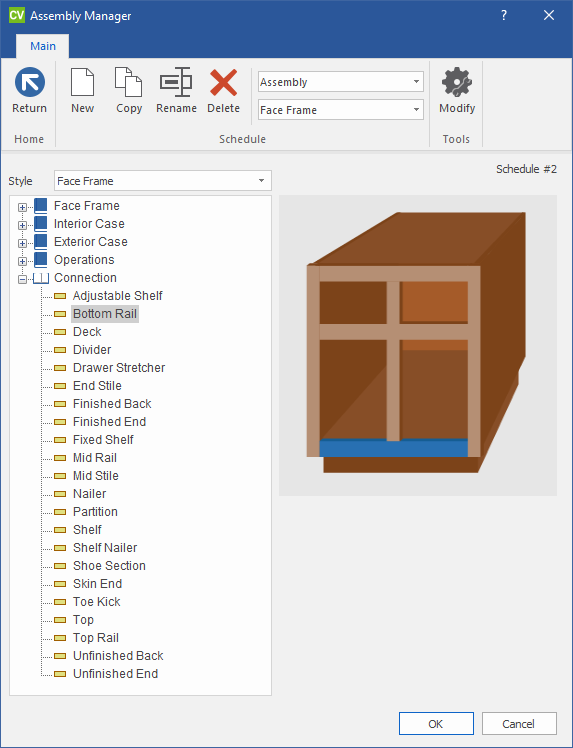 CV Assembly Manager
Main
Return
New
Copy
Rename
Delete
Assembly
Face Frame
Modify
Home
Schedule
Tools
Schedule #2
Style Face Frame
Face Frame
Interior Case
Exterior Case
Operations
Connection
Adjustable Shelf
Bottom Rail
Deck
Divider
Drawer Stretcher
End Stile
Finished Back
Finished End
Fixed Shelf
Mid Rail
Mid Stile
Nailer
Partition
Shelf
Shelf Nailer
Shoe Section
Skin End
Toe Kick
Top
Top Rail
Unfinished Back
Unfinished End
OK
Cancel